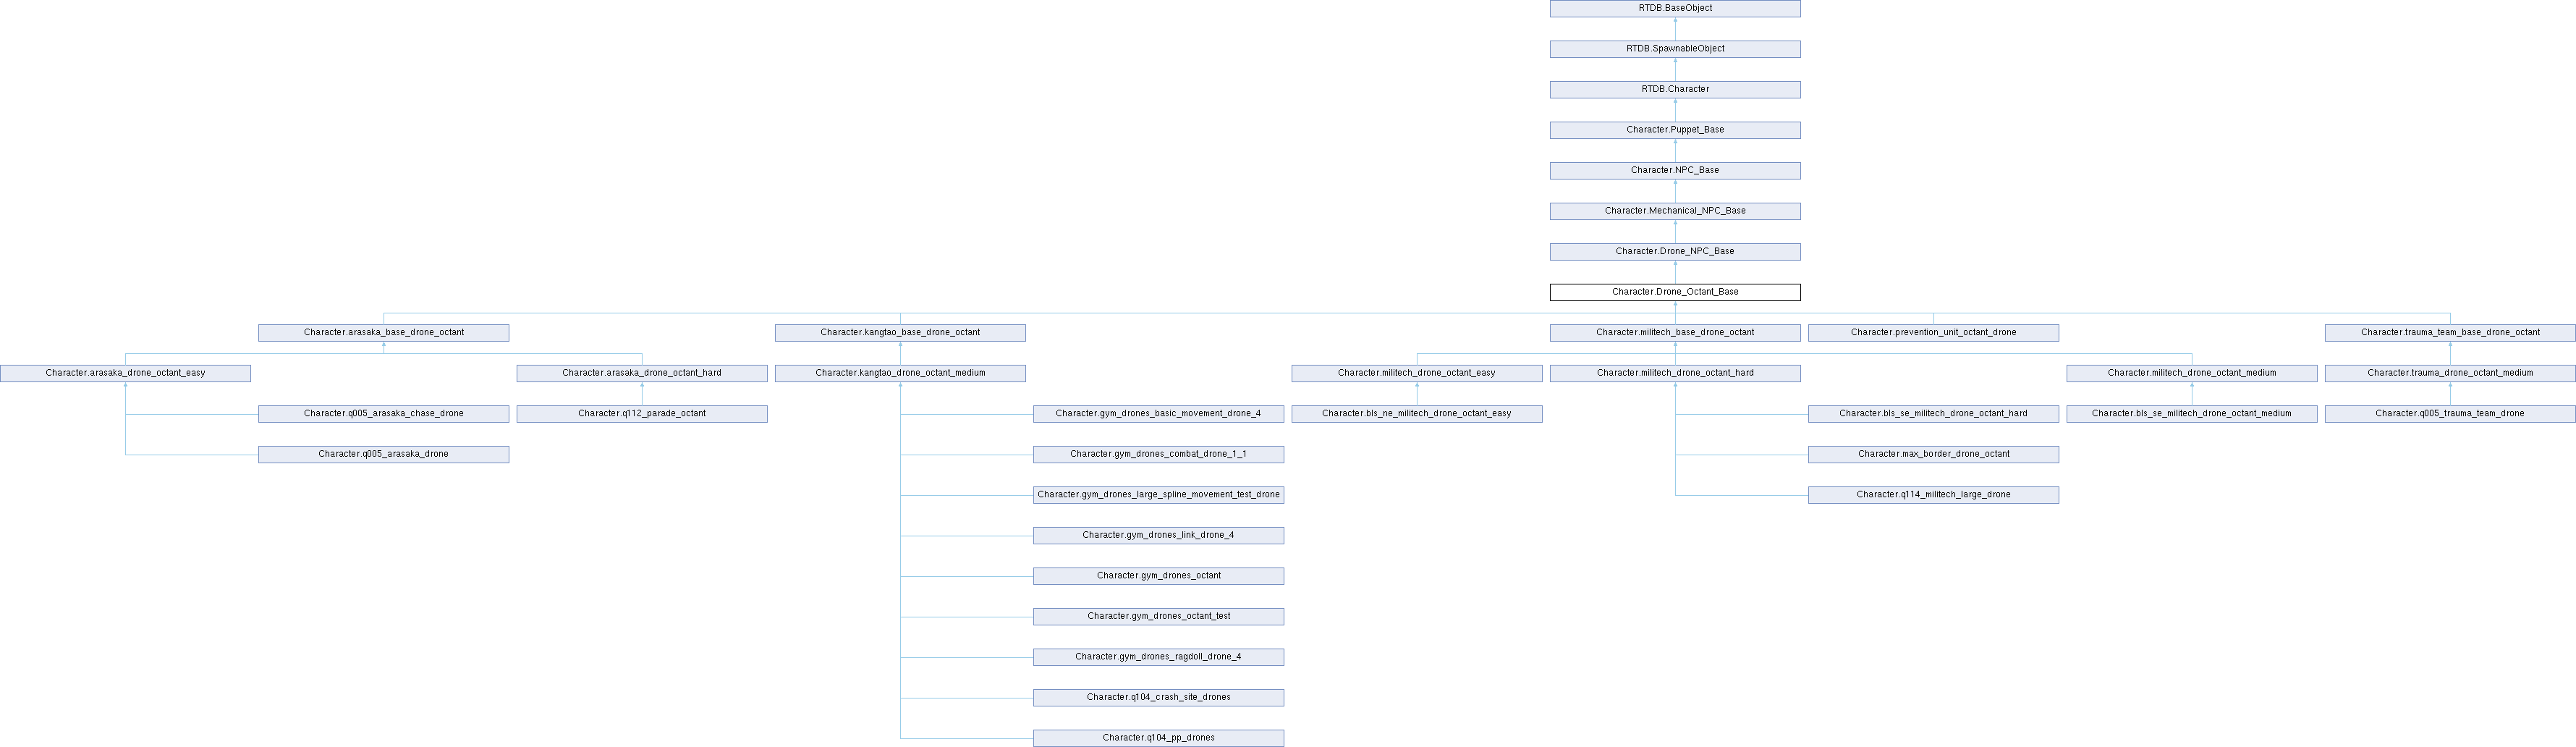 RTDB.BaseObject
RTDB.SpawnableObject
RTDB.Character
Character.Puppet_Base
Character.NPC_Base
Character.Mechanical_NPC_Base
Character.Drone_NPC_Base
Character.Drone_Octant_Base
Character.arasaka_base_drone_octant
Character.kangtao_base_drone_octant
Character.militech_base_drone_octant
Character.prevention_unit_octant_drone
Character.trauma_team_base_drone_octant
Character.arasaka_drone_octant_easy
Character.arasaka_drone_octant_hard
Character.kangtao_drone_octant_medium
Character.militech_drone_octant_easy
Character.militech_drone_octant_hard
Character.militech_drone_octant_medium
Character.trauma_drone_octant_medium
Character.q005_arasaka_chase_drone
Character.q112_parade_octant
Character.gym_drones_basic_movement_drone_4
Character.bls_ne_militech_drone_octant_easy
Character.bls_se_militech_drone_octant_hard
Character.bls_se_militech_drone_octant_medium
Character.q005_trauma_team_drone
Character.q005_arasaka_drone
Character.gym_drones_combat_drone_1_1
Character.max_border_drone_octant
Character.gym_drones_large_spline_movement_test_drone
Character.q114_militech_large_drone
Character.gym_drones_link_drone_4
Character.gym_drones_octant
Character.gym_drones_octant_test
Character.gym_drones_ragdoll_drone_4
Character.q104_crash_site_drones
Character.q104_pp_drones